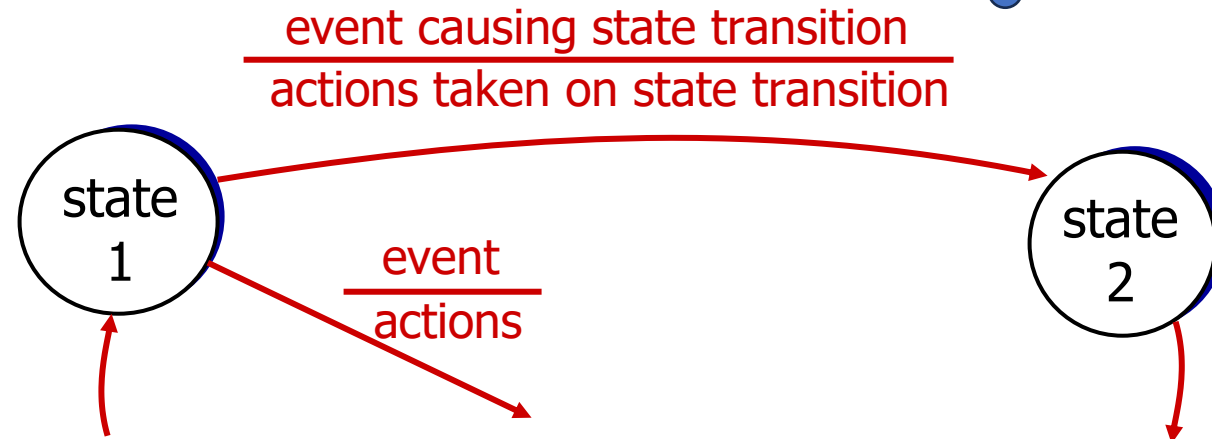 event causing state transition
actions taken on state transition
state
1
state
2
event
actions